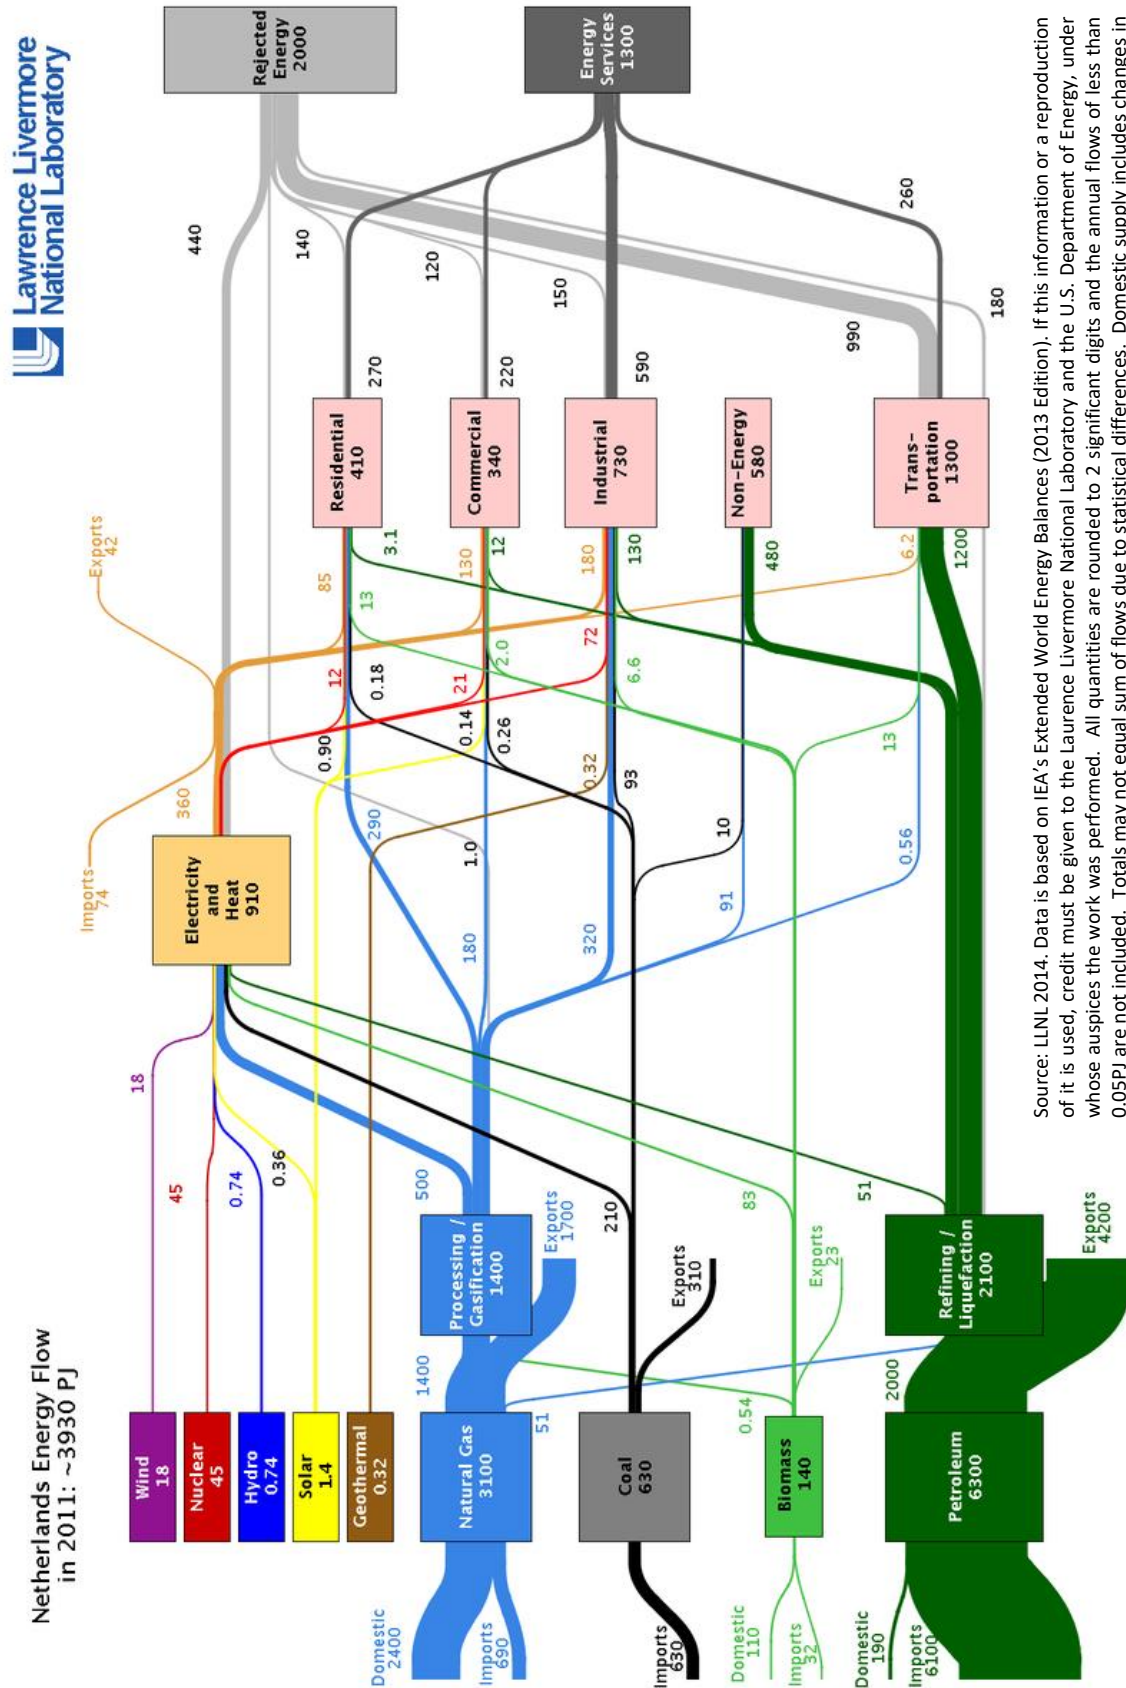 Netherlands Energy Flow
in 2011: ~3930 PJ
Lawrence Livermore
National Laboratory
Wind
18
Nuclear
45
Hydro
0.74
Solar
1.4
Geothermal
0.32
Natural Gas
3100
Coal
630
Biomass
140
Petroleum
6300
Domestic
2400
Imports
690
Imports
630
Domestic
110
Imports
32
Domestic
190
Imports
6100
1400
51
0.54
2000
Processing /
Gasification
1400
Refining /
Liquefaction
2100
Exports
1700
Exports
310
Exports
23
Exports
4200
18
45
0.74
0.36
500
210
83
51
Electricity
and
Heat
910
Imports
74
Exports
42
360
290
180
320
91
0.56
1.0
10
0.90
0.14
0.32
93
0.18
0.26
12
21
72
13
2.0
6.6
13
85
130
180
6.2
3.1
12
130
480
1200
Residential
410
Commercial
340
Industrial
730
Non-Energy
580
Trans-
portation
1300
270
220
590
260
440
140
120
150
990
180
Rejected
Energy
2000
Energy
Services
1300
Source: LLNL 2014. Data is based on IEA's Extended World Energy Balances (2013 Edition). If this information or a reproduction
of it is used, credit must be given to the Laurence Livermore National Laboratory and the U.S. Department of Energy, under
whose auspices the work was performed. All quantities are rounded to 2 significant digits and the annual flows of less than
0.05PJ are not included. Totals may not equal sum of flows due to statistical differences. Domestic supply includes changes in